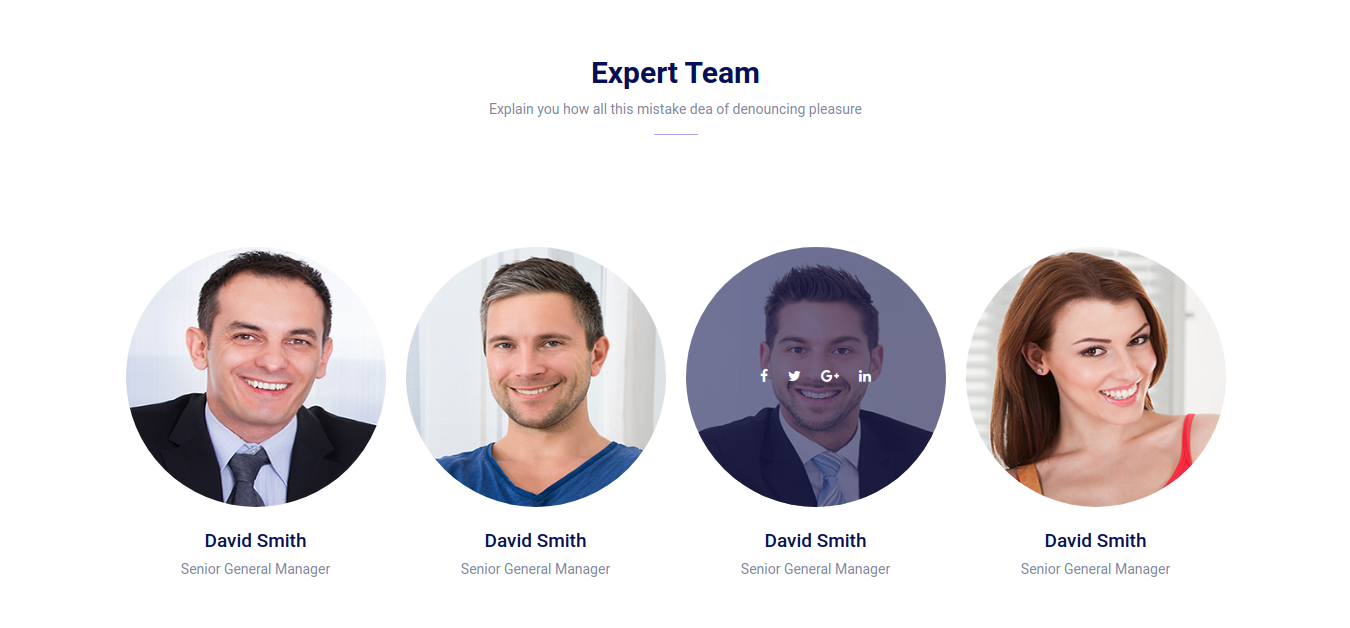 Expert Team
Explain you how all this mistake dea of denouncing pleasure
David Smith
David Smith
David Smith
David Smith
Senior General Manager
Senior General Manager
Senior General Manager
Senior General Manager